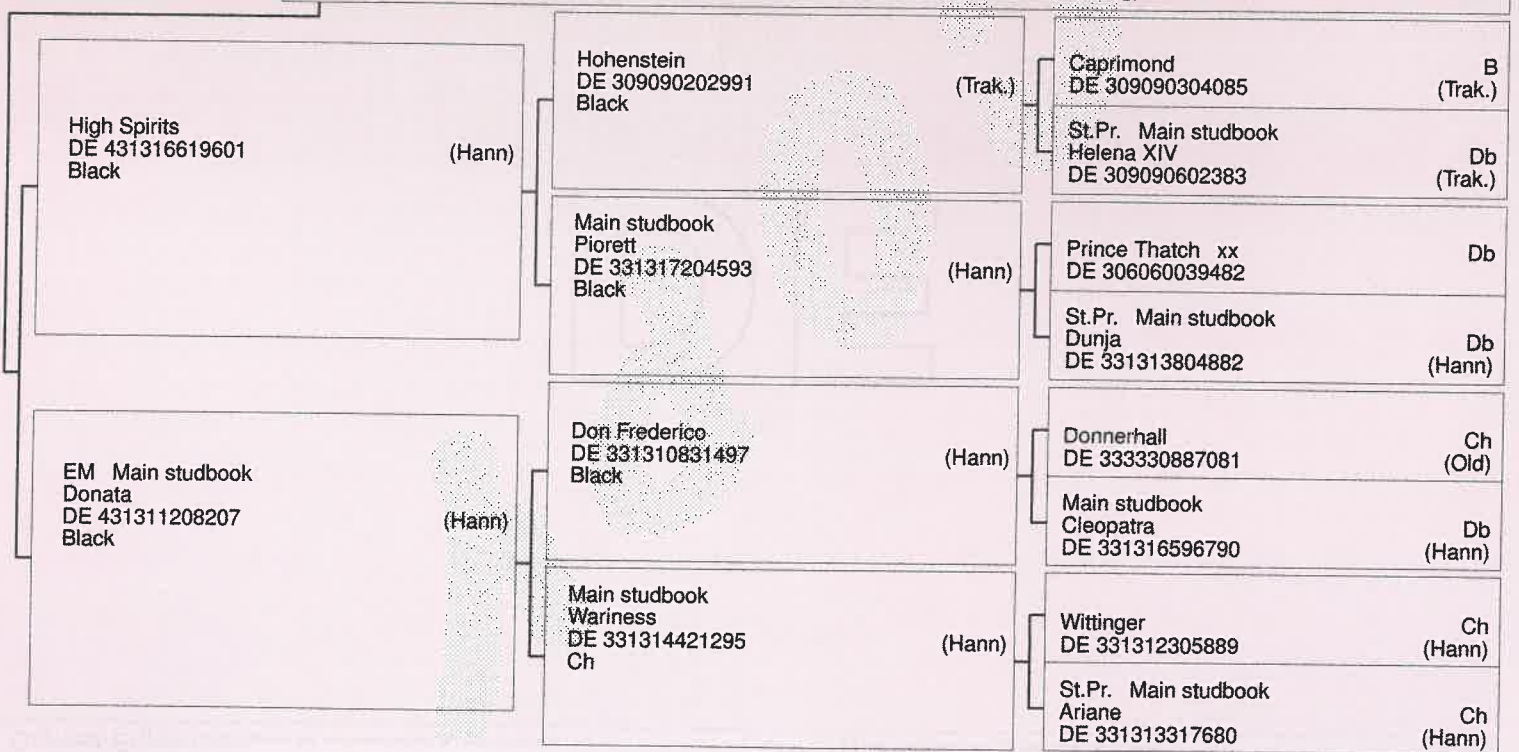 High Spirits
DE 431316619601 (Hann)
Black
EM Main studbook
Donata
DE 431311208207 (Hann)
Black
Hohenstein
DE 309090202991 (Trak.)
Black
Main studbook
Piorett
DE 331317204593 (Hann)
Black
Don Frederico
DE 331310831497 (Hann)
Black
Main studbook
Wariness
DE 331314421295 (Hann)
Ch
Caprimond B
DE 309090304085 (Trak.)
St.Pr. Main studbook
Helena XIV Db
DE 309090602383 (Trak.)
Prince Thatch xx Db
DE 306060039482
St.Pr. Main studbook
Dunja Db
DE 331313804882 (Hann)
Donnerhall Ch
DE 333330887081 (Old)
Main studbook
Cleopatra Db
DE 331316596790 (Hann)
Wittinger Ch
DE 331312305889 (Hann)
St.Pr. Main studbook
Ariane Ch
DE 331313317680 (Hann)